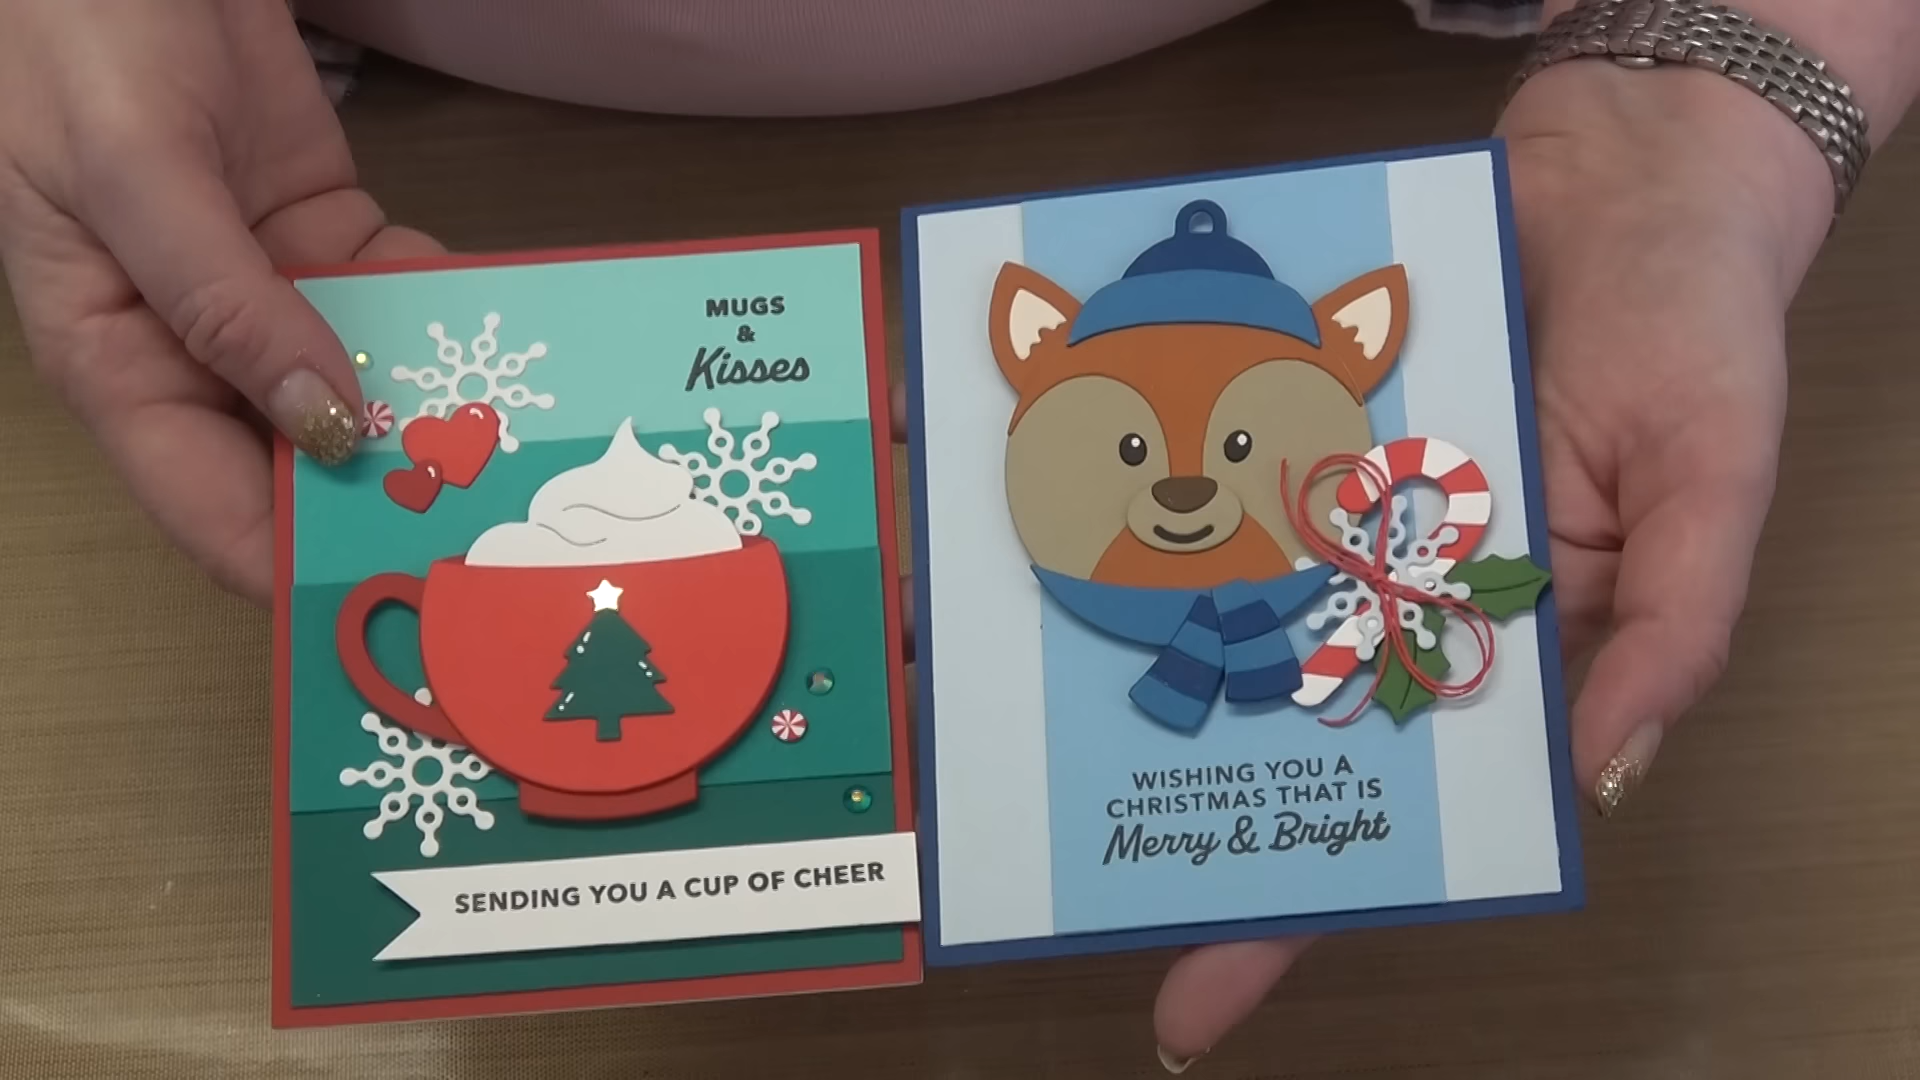 MUGS
&
Kisses
SENDING YOU A CUP OF CHEER
WISHING YOU A
CHRISTMAS THAT IS
Merry & Bright